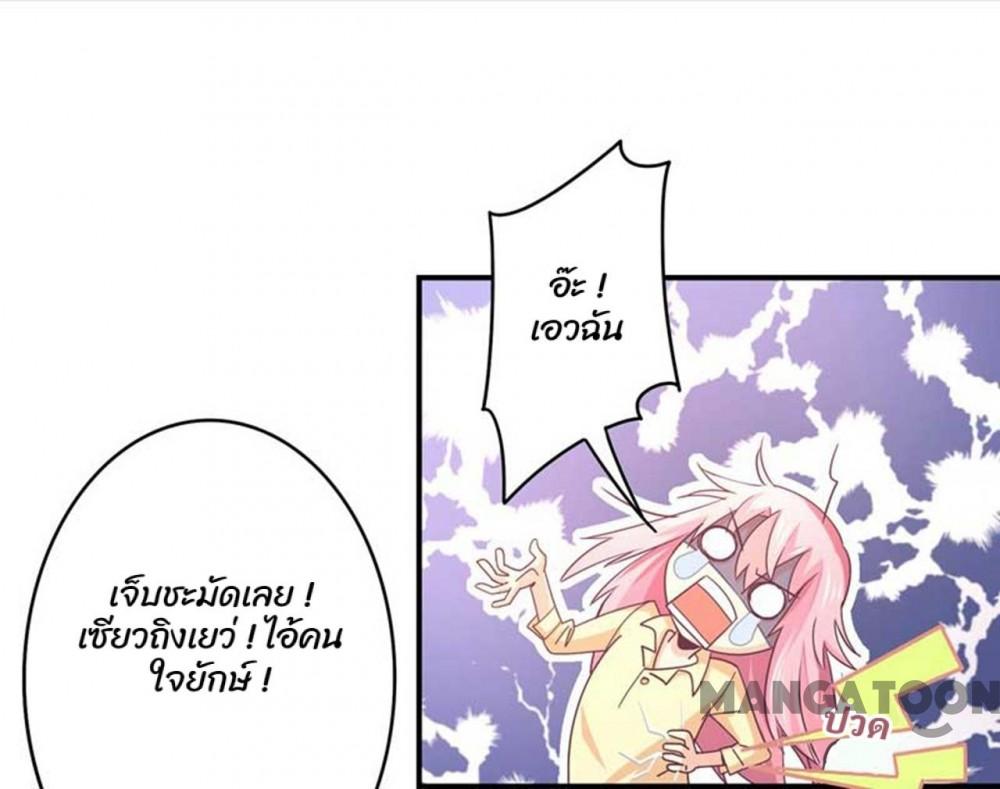 อ๊ะ !
เอวฉัน
เจ็บชะมัดเลย !
เซียวถิงเยว่ ! ไอ้คน
ใจยักษ์ !
MANGATOON
ปวด